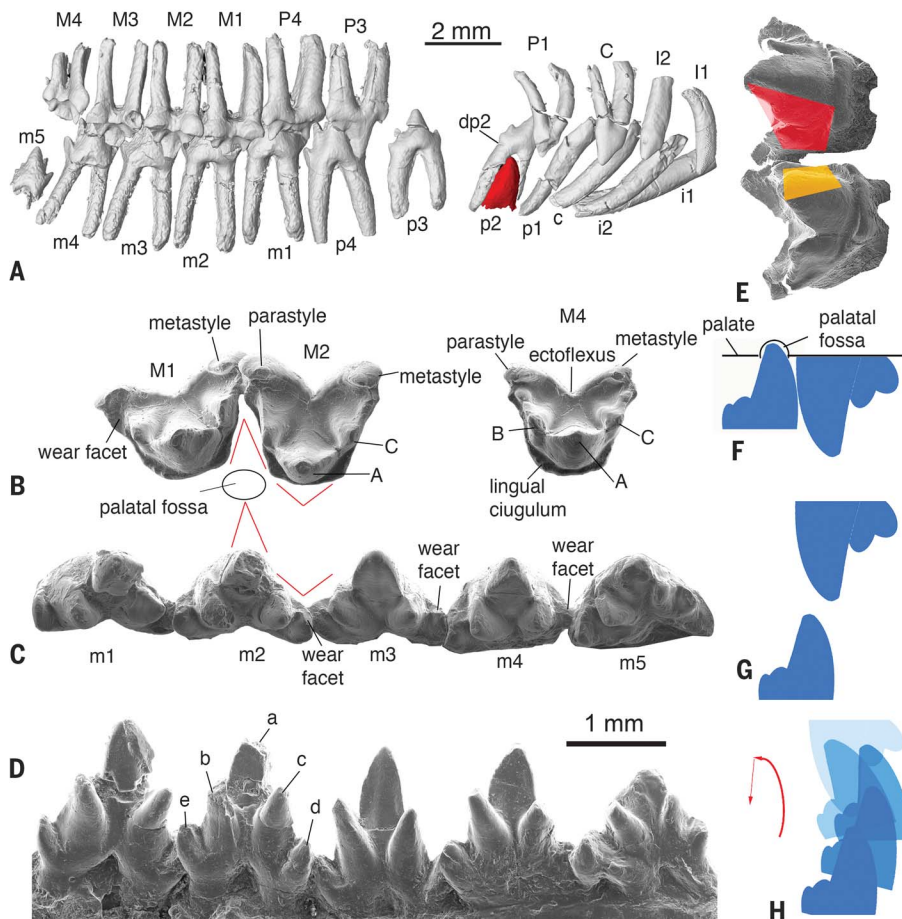 M4 M3 M2 M1 P4 P3
2 mm
P1 C I2 I1
dp2
m5
m4 m3 m2 m1 p4 p3
p2 p1 c i2 i1
A
E
metastyle parastyle
M1 M2
metastyle
wear facet
C
A
palatal fossa
B
M4
parastyle ectoflexus metastyle
B C
lingual
ciugulum
A
palate
palatal
fossa
F
wear
facet
wear
facet
wear
facet
C
m1 m2 m3 m4 m5
G
D
a
b c
e d
1 mm
H